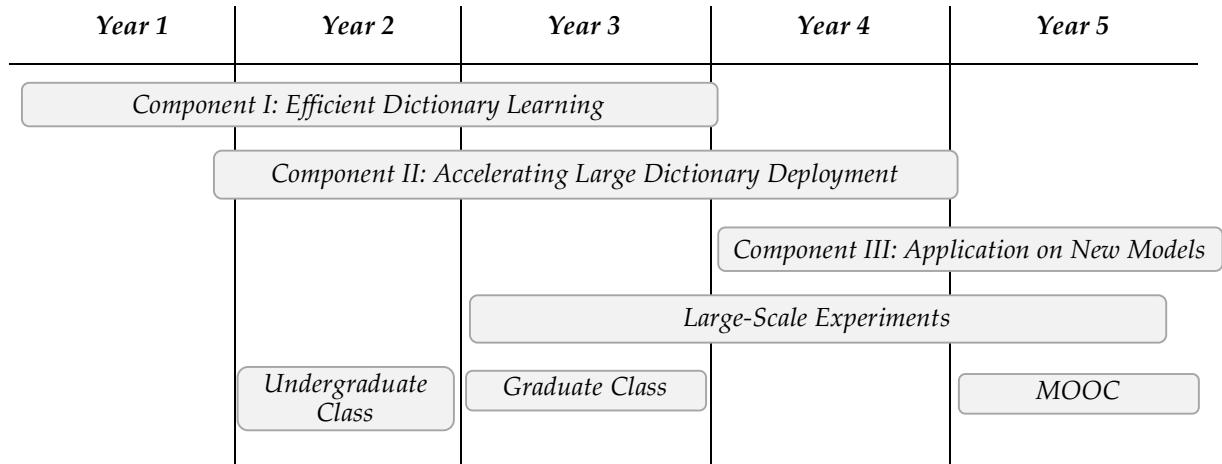 Year 1 Year 2 Year 3 Year 4 Year 5
Component I: Efficient Dictionary Learning
Component II: Accelerating Large Dictionary Deployment
Component III: Application on New Models
Large-Scale Experiments
Undergraduate
Class
Graduate Class
MOOC